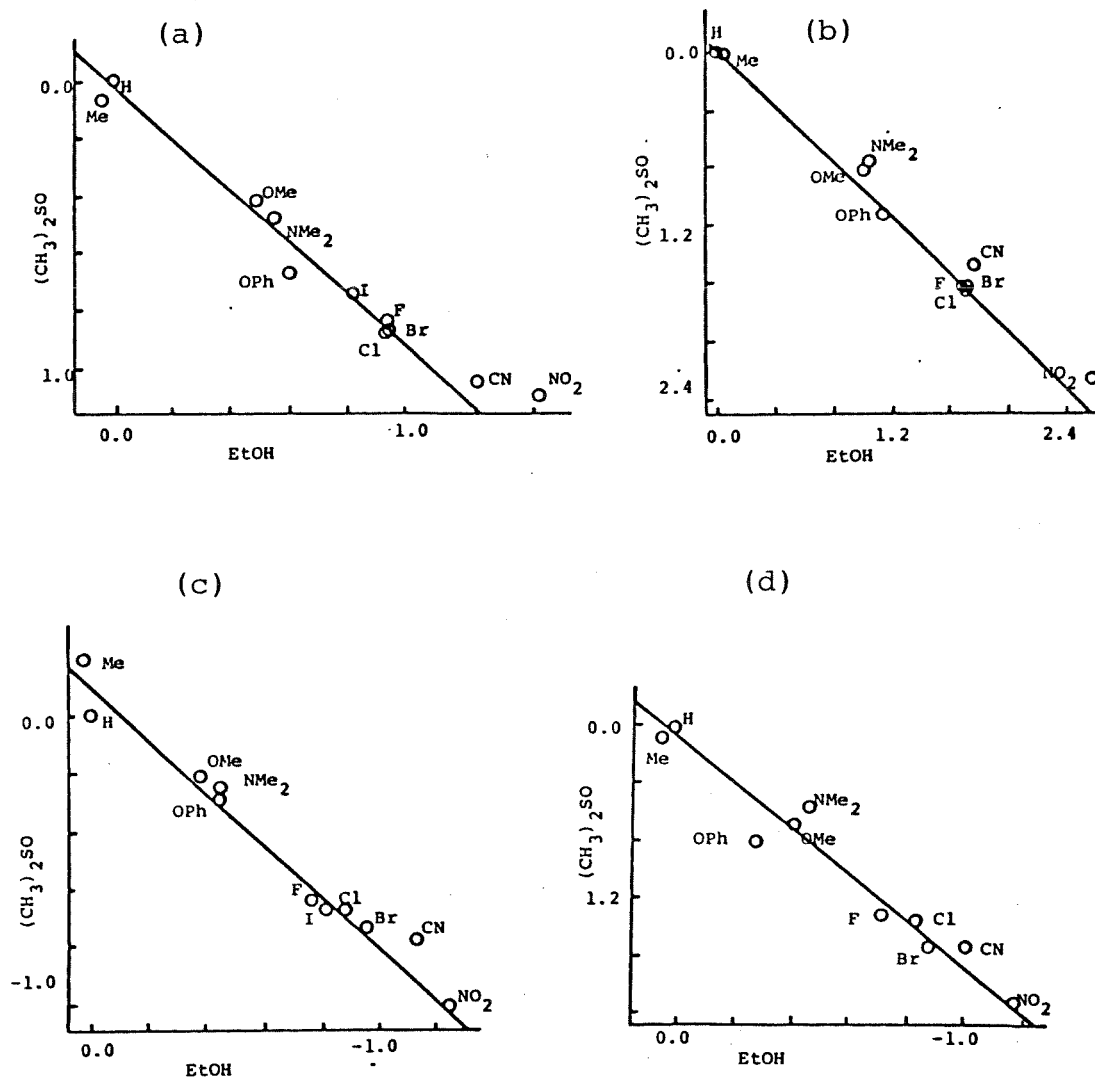 (a)
0.0
H
Me
OMe
NMe2
OPh
I
F
Br
Cl
CN
NO2
(CH3)2SO
1.0
0.0
-1.0
EtOH
(b)
H
0.0
Me
NMe2
OMe
OPh
(CH3)2SO
1.2
CN
F
Br
Cl
NO2
2.4
0.0
1.2
2.4
EtOH
(c)
Me
0.0
H
OMe
NMe2
OPh
(CH3)2SO
F
Cl
I
Br
CN
-1.0
NO2
0.0
-1.0
EtOH
(d)
0.0
H
Me
NMe2
OPh
OMe
(CH3)2SO
1.2
F
Cl
Br
CN
NO2
0.0
-1.0
EtOH